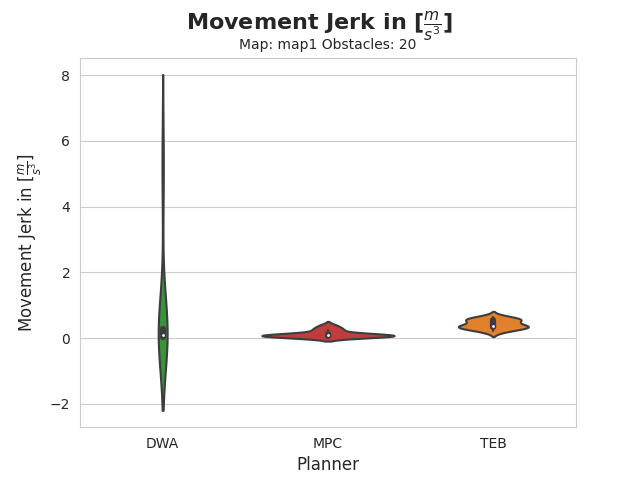 Movement Jerk in [m/s³]
Map: map1 Obstacles: 20
Movement Jerk in [m/s³]
8
6
4
2
0
−2
DWA MPC TEB
Planner